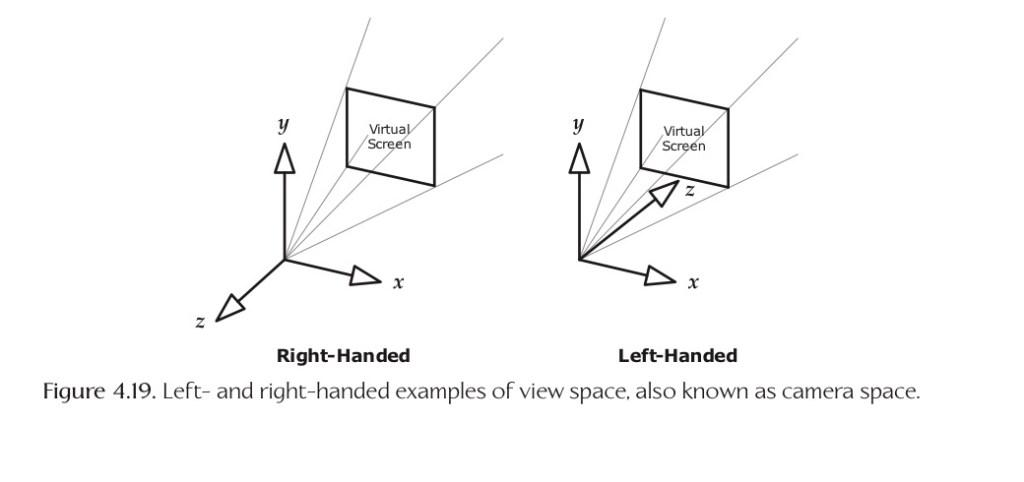 y
Virtual
Screen
x
z
Right-Handed
y
Virtual
Screen
z
x
Left-Handed
Figure 4.19. Left- and right-handed examples of view space, also known as camera space.